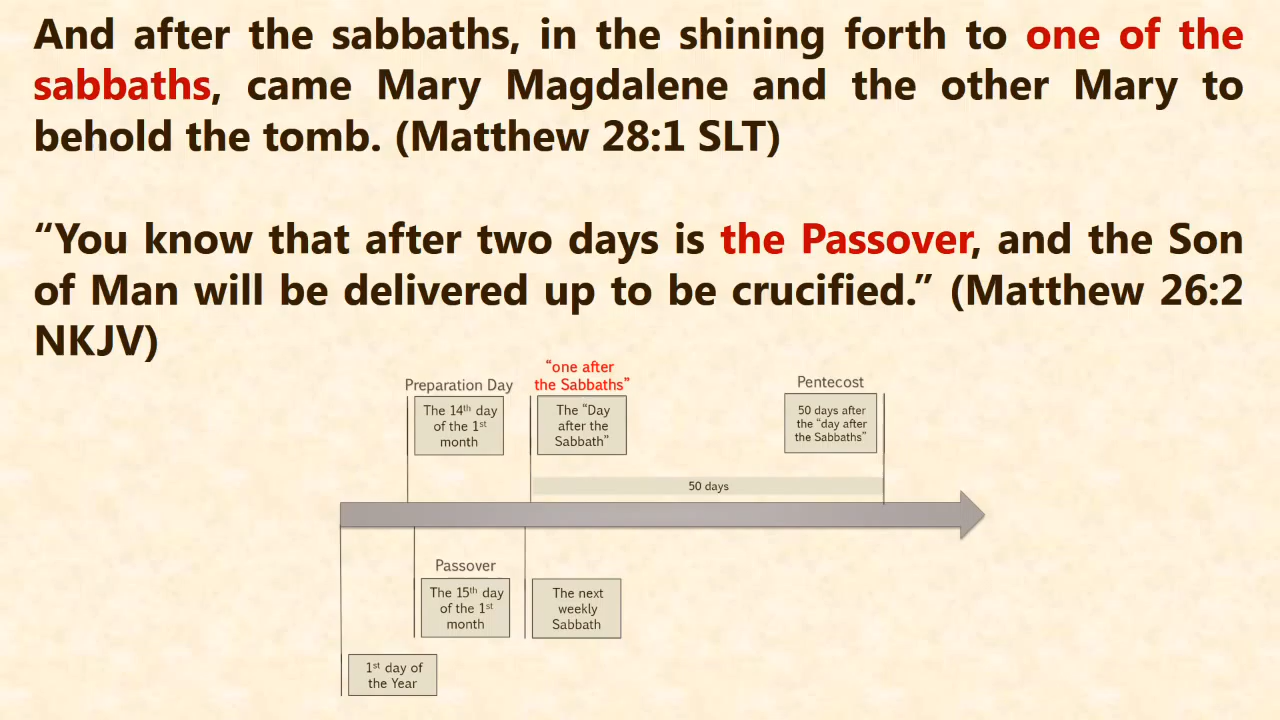 And after the sabbaths, in the shining forth to one of the
sabbaths, came Mary Magdalene and the other Mary to
behold the tomb. (Matthew 28:1 SLT)
“You know that after two days is the Passover, and the Son
of Man will be delivered up to be crucified.” (Matthew 26:2
NKJV)
“one after
the Sabbaths”
Preparation Day
Pentecost
The 14th day
of the 1st
month
The “Day
after the
Sabbath”
50 days after
the “day after
the Sabbaths”
50 days
Passover
The 15th day
of the 1st
month
The next
weekly
Sabbath
1st day of
the Year